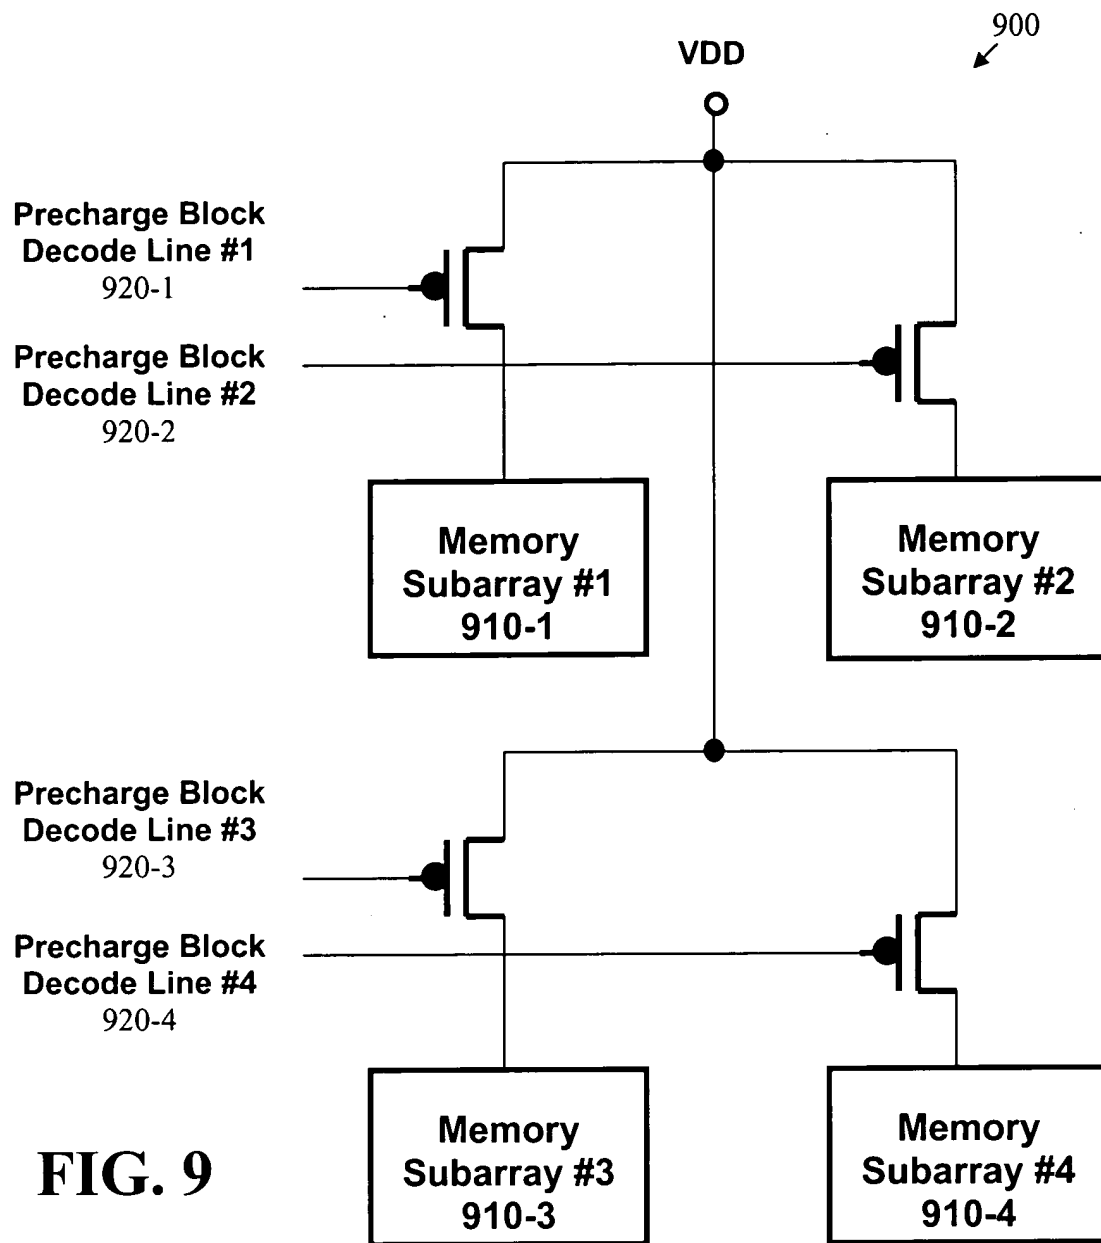 900
VDD
Precharge Block
Decode Line #1
920-1
Precharge Block
Decode Line #2
920-2
Memory
Subarray #1
910-1
Memory
Subarray #2
910-2
Precharge Block
Decode Line #3
920-3
Precharge Block
Decode Line #4
920-4
Memory
Subarray #3
910-3
Memory
Subarray #4
910-4
FIG. 9